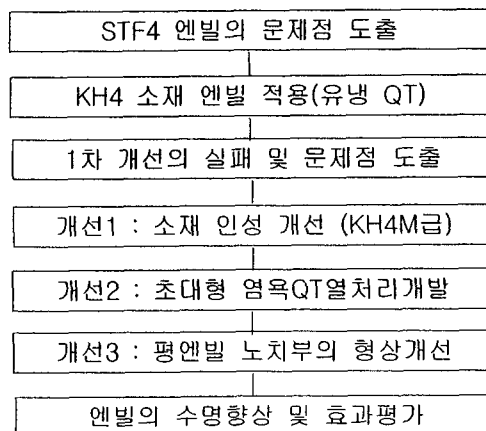 STF4 엔빌의 문제점 도출
KH4 소재 엔빌 적용(유냉 QT)
1차 개선의 실패 및 문제점 도출
개선1 : 소재 인성 개선 (KH4M급)
개선2 : 초대형 염욕QT열처리개발
개선3 : 평엔빌 노치부의 형상개선
엔빌의 수명향상 및 효과평가